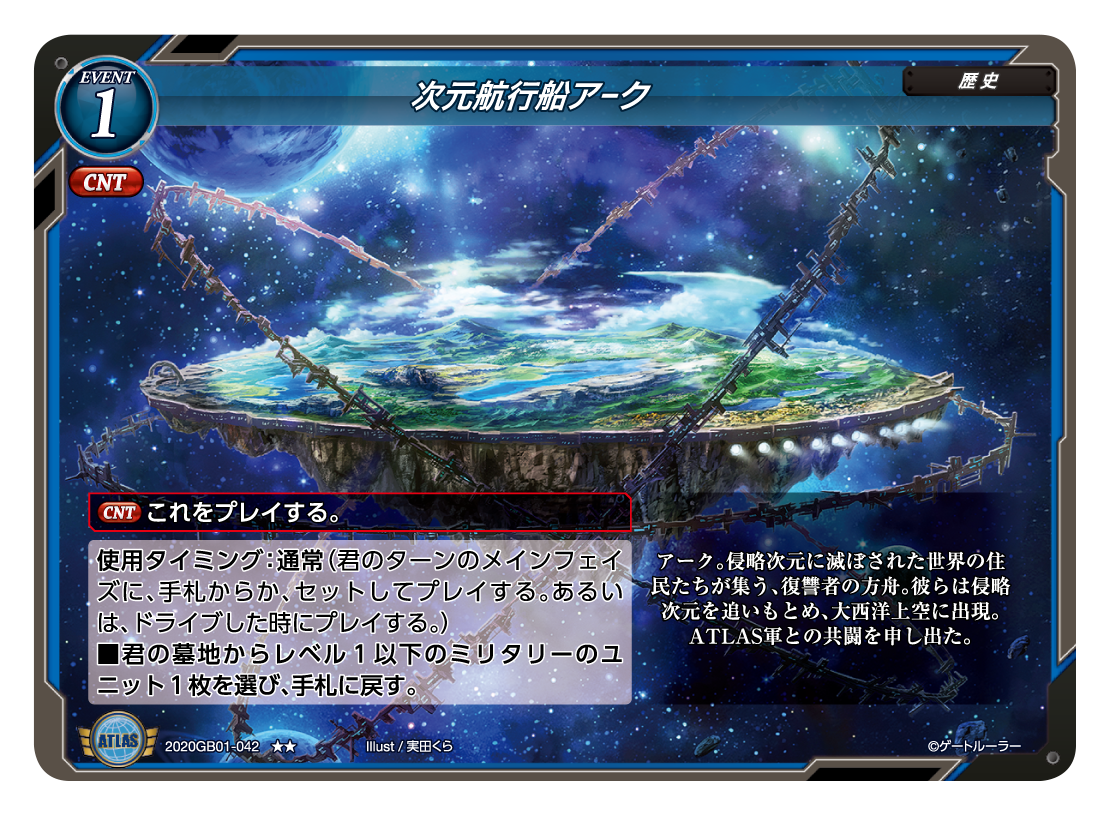 EVENT
1
次元航行船アーク
歴史
CNT
CNT これをプレイする。
使用タイミング：通常（君のターンのメインフェイ
ズに、手札からか、セットしてプレイする。あるい
は、ドライブした時にプレイする。）
■君の墓地からレベル１以下のミリタリーのユ
ニット１枚を選び、手札に戻す。
アーク。侵略次元に滅ぼされた世界の住
民たちが集う、復讐者の方舟。彼らは侵略
次元を追いもとめ、大西洋上空に出現。
ATLAS軍との共闘を申し出た。
ATLAS
2020GB01-042 ★★
Illust / 実田くら
©ゲートルーラー